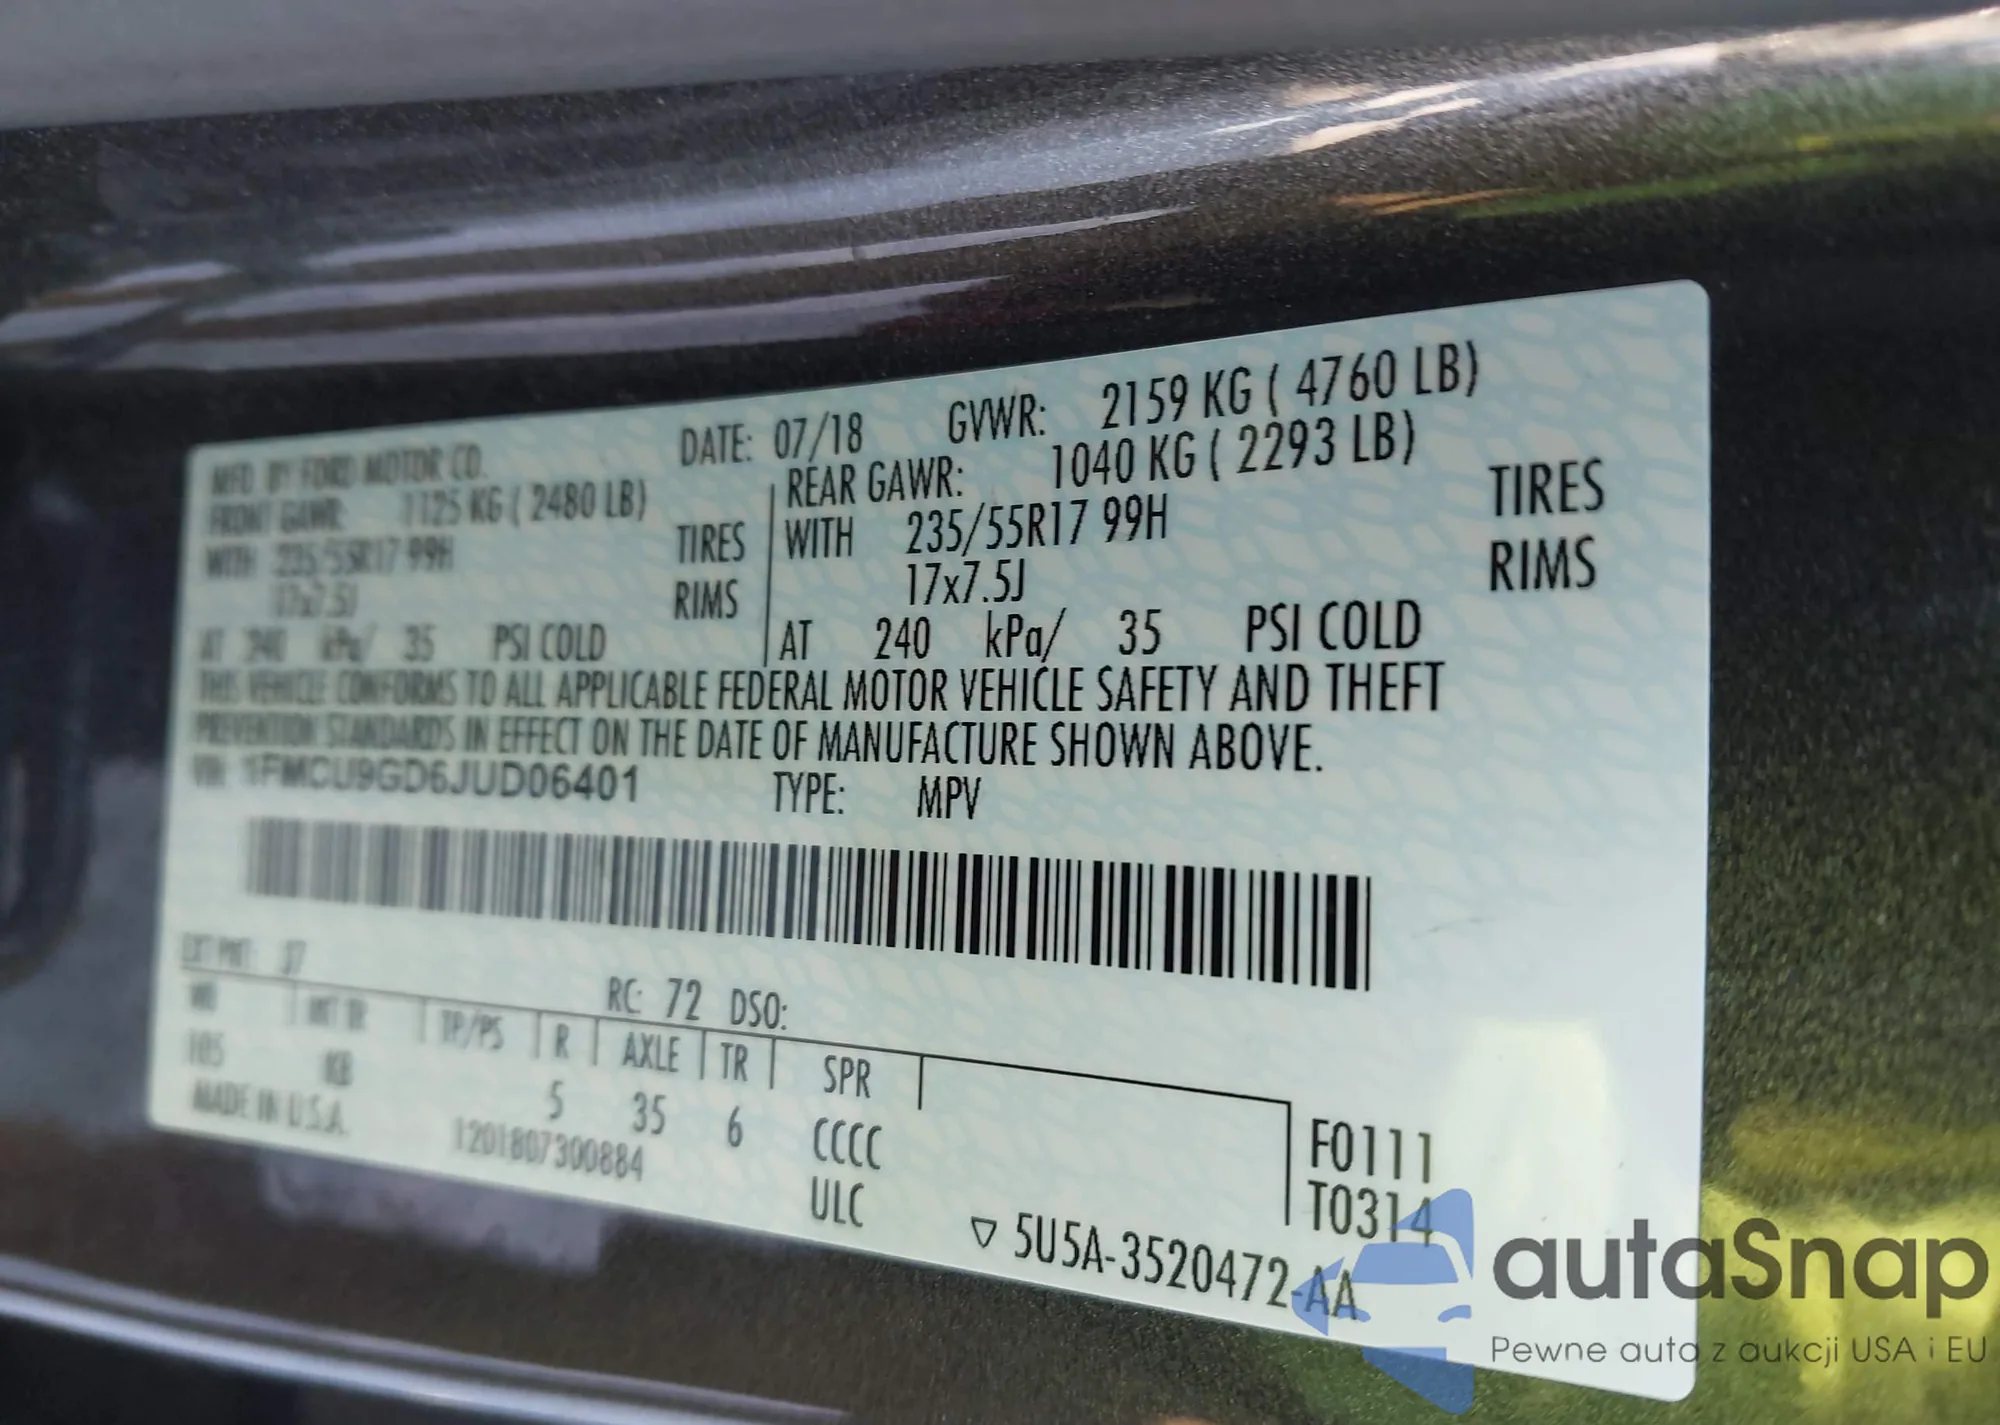 MFD. BY FORD MOTOR CO. DATE: 07/18 GVWR: 2159 KG ( 4760 LB)
FRONT GAWR: 1125 KG ( 2480 LB) REAR GAWR: 1040 KG ( 2293 LB)
WITH 235/55R17 99H TIRES WITH 235/55R17 99H TIRES
17x7.5J RIMS 17x7.5J RIMS
AT 240 kPa/ 35 PSI COLD AT 240 kPa/ 35 PSI COLD
THIS VEHICLE CONFORMS TO ALL APPLICABLE FEDERAL MOTOR VEHICLE SAFETY AND THEFT
PREVENTION STANDARDS IN EFFECT ON THE DATE OF MANUFACTURE SHOWN ABOVE.
VIN: 1FMCU9GD6JUD06401 TYPE: MPV
EXT PNT: J7 RC: 72 DSO:
WB INT TR TP/PS R AXLE TR SPR
105 KB 5 35 6 CCCC F0111
MADE IN U.S.A. 1201807300884 ULC T0314
▽ 5U5A-3520472-AA
autaSnap
Pewne auta z aukcji USA i EU